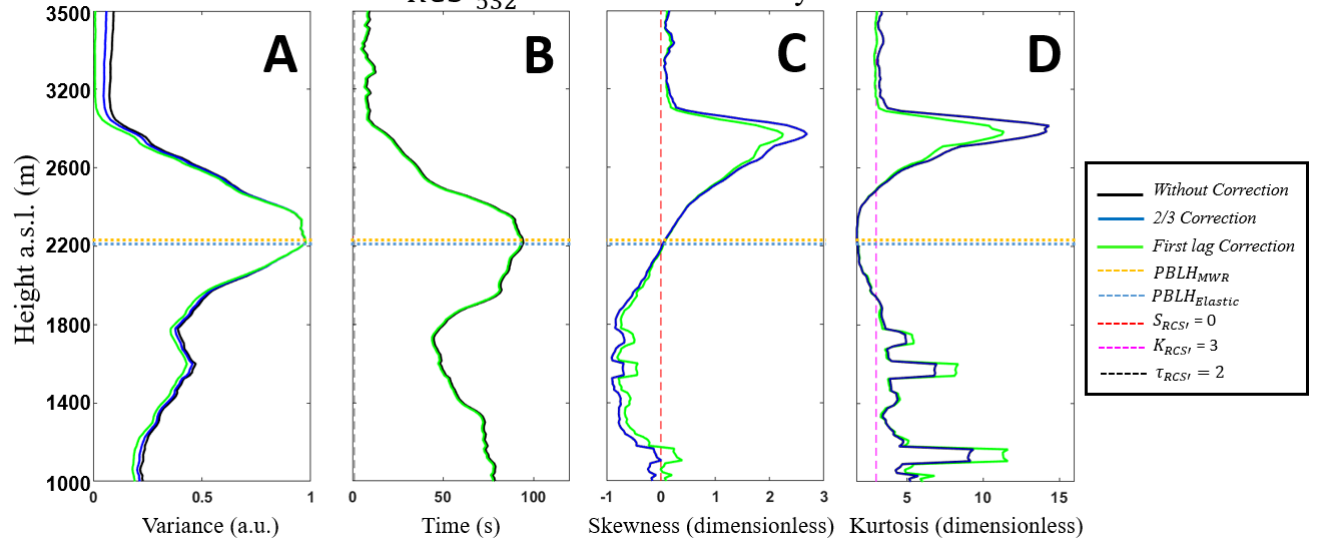 RCS 532 y
A
B
C
D
3500
3200
2600
2200
1800
1400
1000
Height a.s.l. (m)
0 0.5 1
0 50 100
-1 0 1 2 3
5 10 15
Variance (a.u.)
Time (s)
Skewness (dimensionless)
Kurtosis (dimensionless)
Without Correction
2/3 Correction
First lag Correction
PBLH_MWR
PBLH_Elastic
S_RCS' = 0
K_RCS' = 3
τ_RCS' = 2